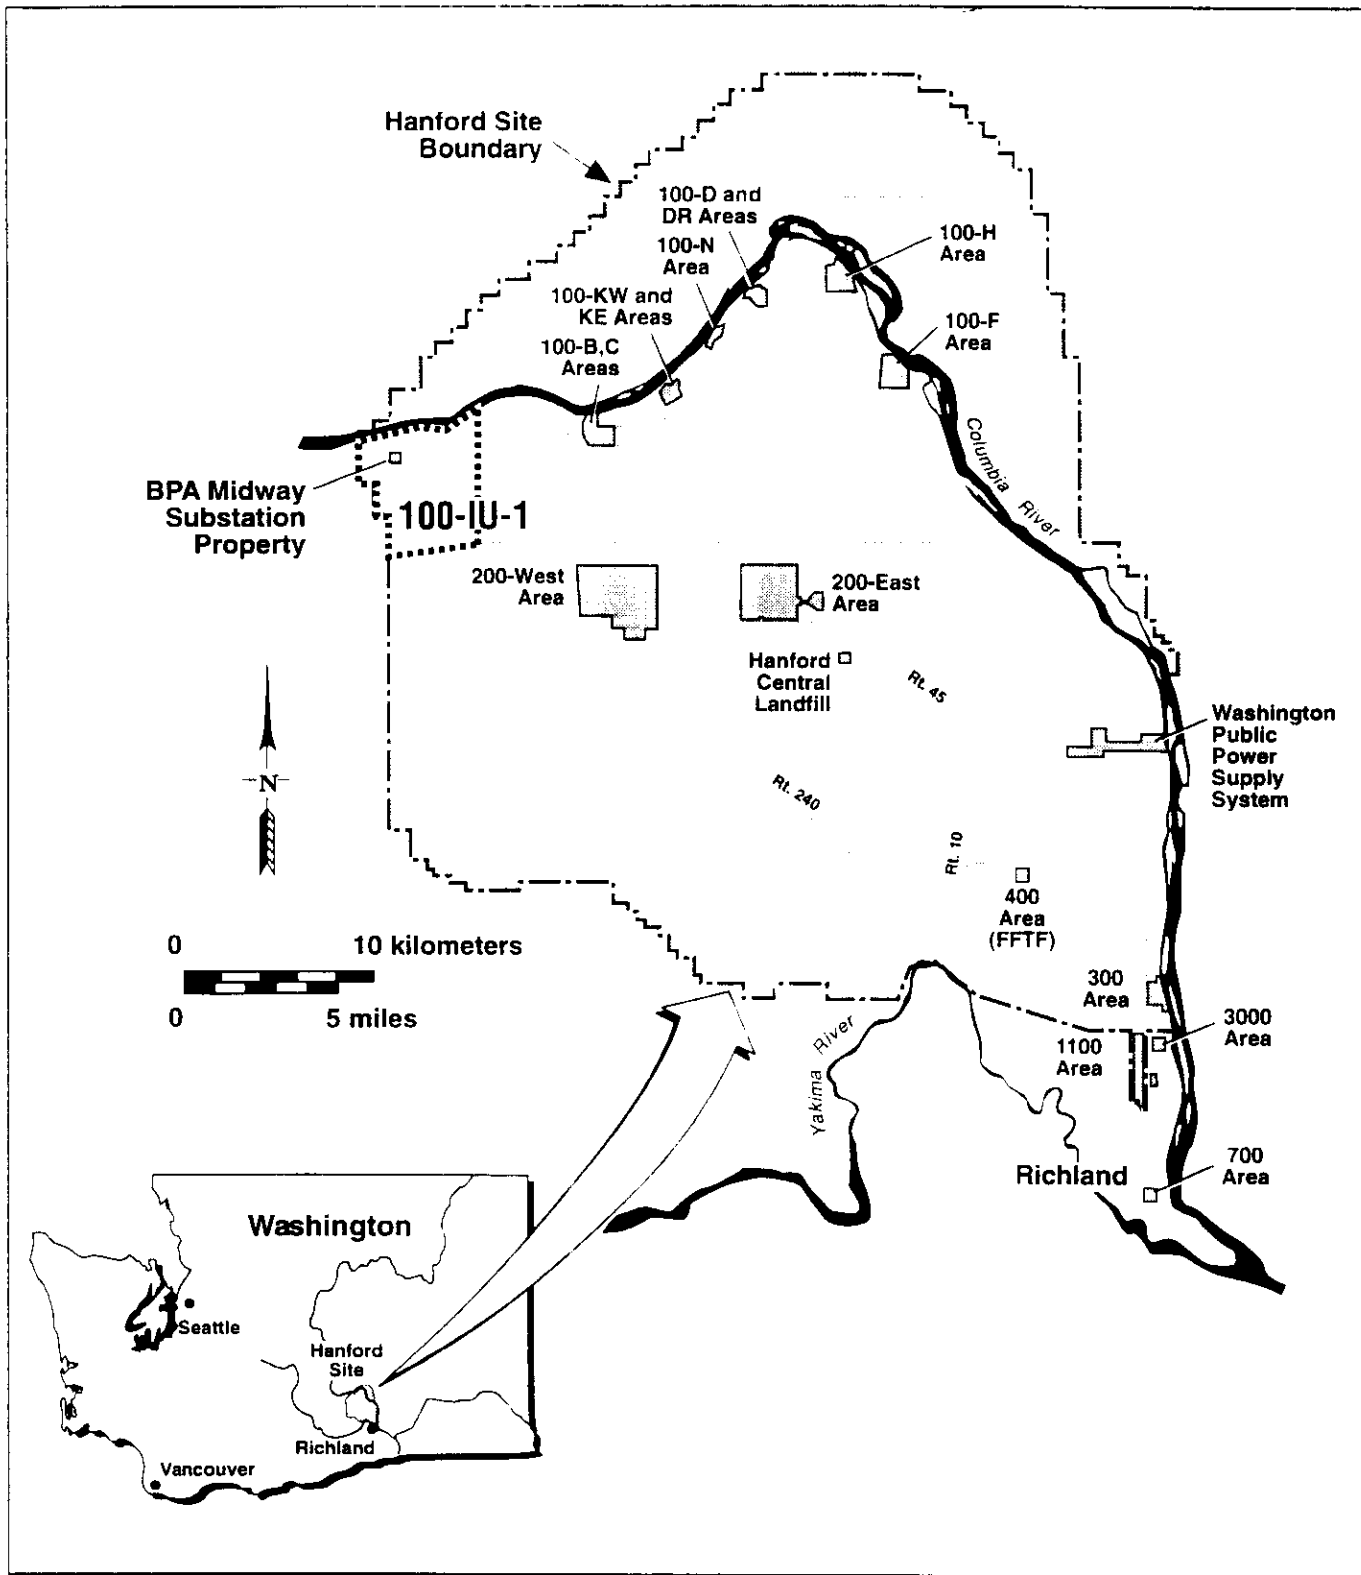 Hanford Site
Boundary
100-D and
DR Areas
100-N
Area
100-H
Area
100-KW and
KE Areas
100-F
Area
100-B,C
Areas
Columbia River
BPA Midway
Substation
Property
100-IU-1
200-West
Area
200-East
Area
Hanford
Central
Landfill
Rt. 45
Washington
Public
Power
Supply
System
N
Rt. 240
Rt. 10
400
Area
(FFTF)
0 10 kilometers
0 5 miles
300
Area
3000
Area
1100
Area
Yakima River
Richland
700
Area
Washington
Seattle
Hanford
Site
Richland
Vancouver